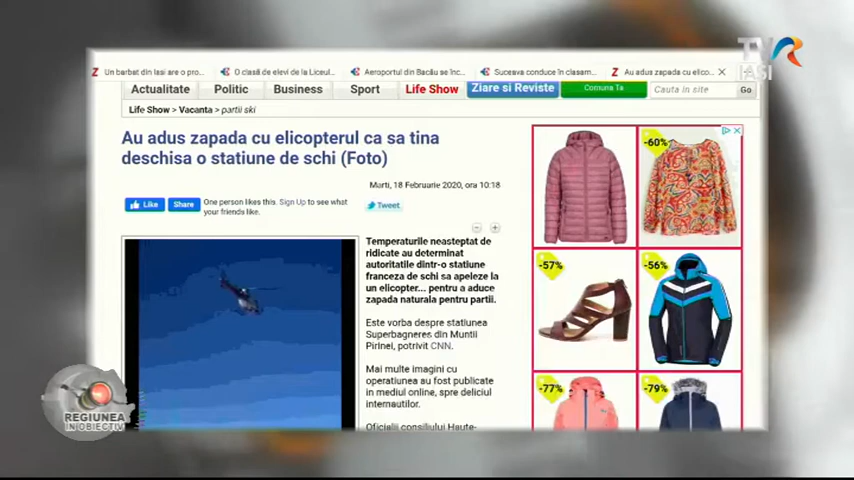 TVR
IASI
Un barbat din Iasi are o pro...
O clasă de elevi de la Liceul...
Aeroportul din Bacău se înc...
Suceava conduce în clasam...
Au adus zapada cu elico...
Actualitate
Politic
Business
Sport
Life Show
Ziare si Reviste
Comuna Ta
Cauta in site
Go
Life Show > Vacanta > partii ski
Au adus zapada cu elicopterul ca sa tina
deschisa o statiune de schi (Foto)
Marti, 18 Februarie 2020, ora 10:18
Like
Share
One person likes this. Sign Up to see what
your friends like.
Tweet
Temperaturile neasteptat de
ridicate au determinat
autoritatile dintr-o statiune
franceza de schi sa apeleze la
un elicopter... pentru a aduce
zapada naturala pentru partii.
Este vorba despre statiunea
Superbagneres din Muntii
Pirinei, potrivit CNN.
Mai multe imagini cu
operatiunea au fost publicate
in mediul online, spre deliciul
internautilor.
Oficialii consiliului Haute-
-60%
-57%
-56%
-77%
-79%
REGIUNEA
IN OBIECTIV